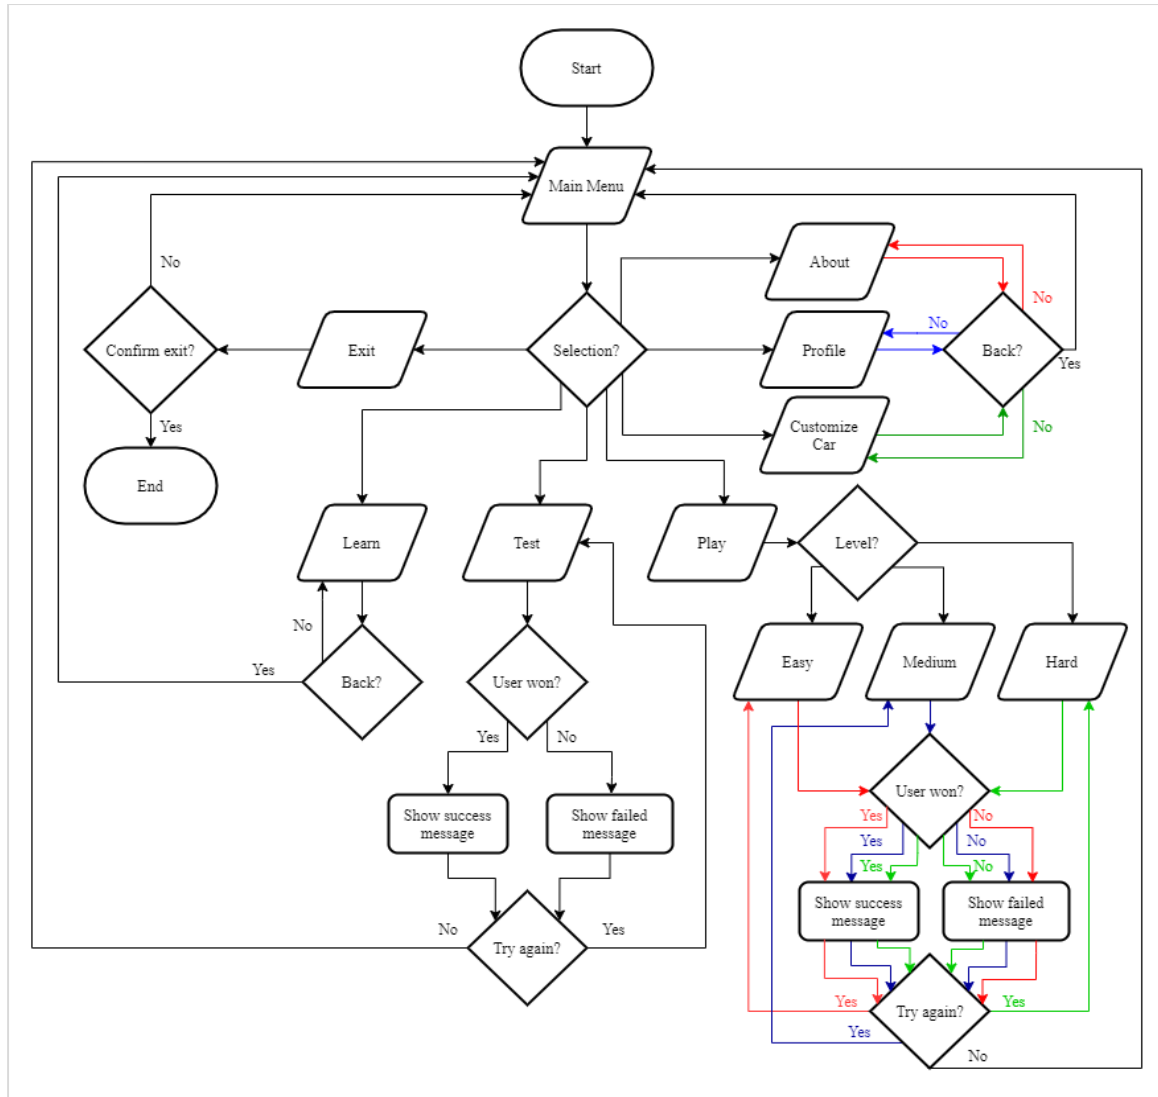 Start
Main Menu
No
About
No
Confirm exit?
Exit
Selection?
Profile
No
Back?
Yes
Yes
Customize
Car
No
End
Learn
Test
Play
Level?
No
Yes
Back?
User won?
Easy
Medium
Hard
Yes
No
Show success
message
Show failed
message
User won?
Yes
No
Yes
No
Yes
No
Show success
message
Show failed
message
No
Try again?
Yes
Yes
Try again?
Yes
Yes
No